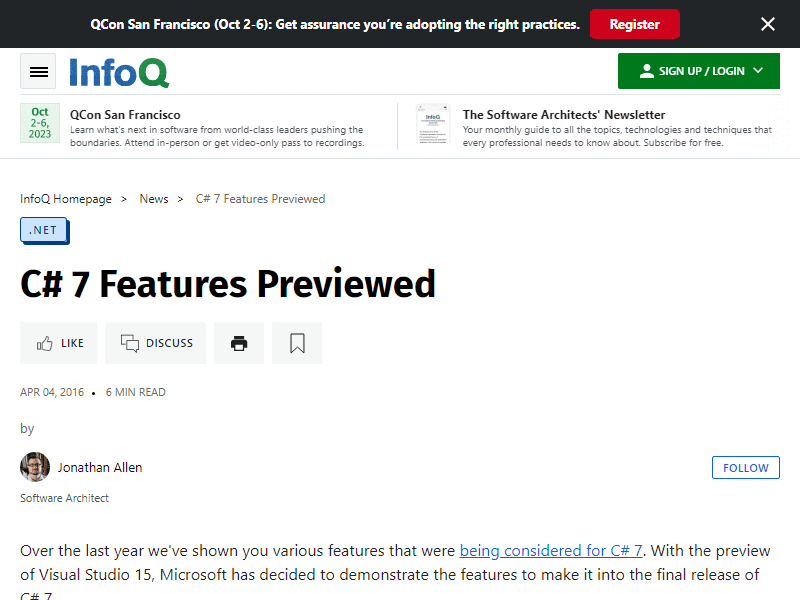 QCon San Francisco (Oct 2-6): Get assurance you're adopting the right practices. Register
InfoQ
SIGN UP / LOGIN
Oct
2-6,
2023
QCon San Francisco
Learn what's next in software from world-class leaders pushing the
boundaries. Attend in-person or get video-only pass to recordings.
InfoQ
The Software Architects' Newsletter
Your monthly guide to all the topics, technologies and techniques that
every professional needs to know about. Subscribe for free.
InfoQ Homepage > News > C# 7 Features Previewed
.NET
C# 7 Features Previewed
LIKE DISCUSS
APR 04, 2016 • 6 MIN READ
by
Jonathan Allen
FOLLOW
Software Architect
Over the last year we've shown you various features that were being considered for C# 7. With the preview
of Visual Studio 15, Microsoft has decided to demonstrate the features to make it into the final release of
C# 7.